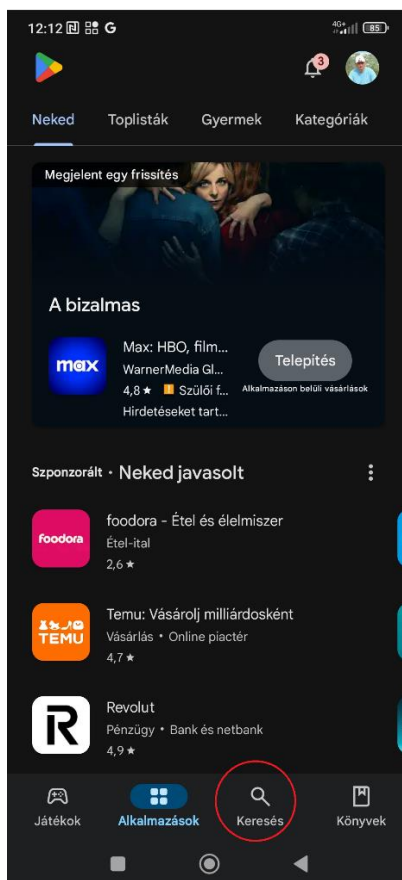 12:12 G 4G+ 85
3
Neked Toplisták Gyermek Kategóriák
Megjelent egy frissítés
A bizalmas
max
Max: HBO, film...
WarnerMedia Gl...
4,8 ★ Szülői f...
Hirdetéseket tart...
Telepítés
Alkalmazáson belüli vásárlások
Szponzorált • Neked javasolt
foodora
foodora - Étel és élelmiszer
Étel-ital
2,6 ★
TEMU
Temu: Vásárolj milliárdosként
Vásárlás • Online piactér
4,7 ★
R
Revolut
Pénzügy • Bank és netbank
4,9 ★
Játékok Alkalmazások Keresés Könyvek